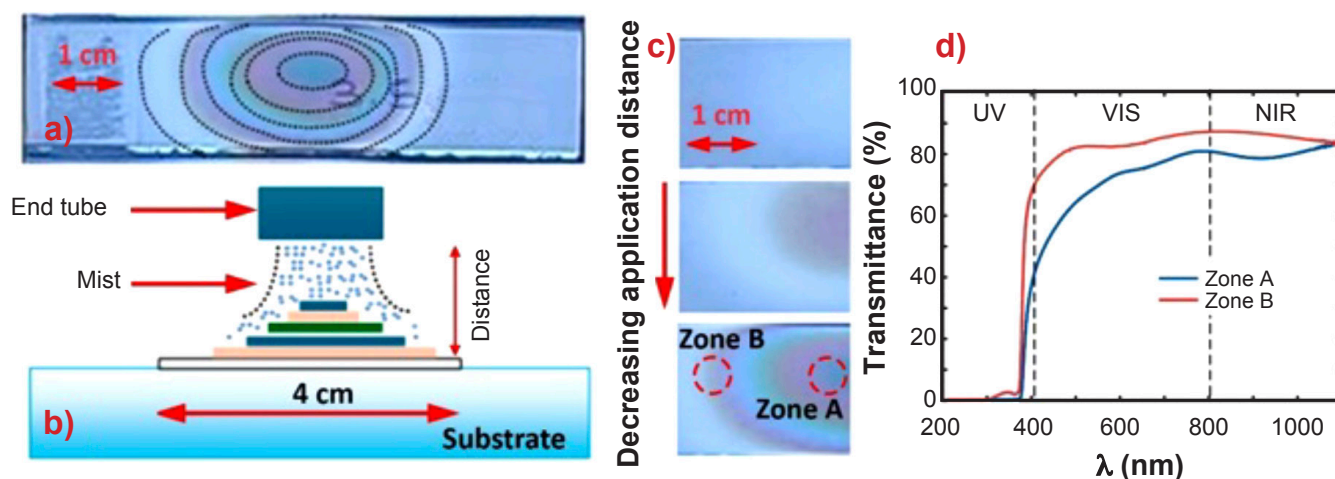 1 cm
a)
End tube
Mist
Distance
4 cm
b)
Substrate
Decreasing application distance
c)
1 cm
Zone B
Zone A
d)
Transmittance (%)
100
80
60
40
20
0
UV
VIS
NIR
Zone A
Zone B
200
400
600
800
1000
λ (nm)